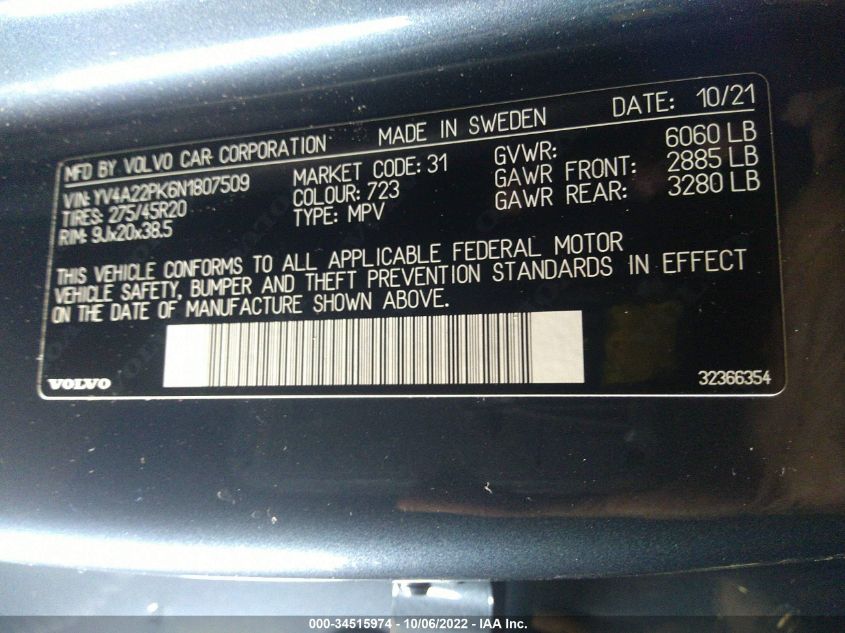 MFD BY VOLVO CAR CORPORATION MADE IN SWEDEN DATE: 10/21
VIN: YV4A22PK6N1807509 MARKET CODE: 31 GVWR: 6060 LB
TIRES: 275/45R20 COLOUR: 723 GAWR FRONT: 2885 LB
RIM: 9Jx20x38.5 TYPE: MPV GAWR REAR: 3280 LB
THIS VEHICLE CONFORMS TO ALL APPLICABLE FEDERAL MOTOR
VEHICLE SAFETY, BUMPER AND THEFT PREVENTION STANDARDS IN EFFECT
ON THE DATE OF MANUFACTURE SHOWN ABOVE.
VOLVO 32366354
000-34515974 - 10/06/2022 - IAA Inc.